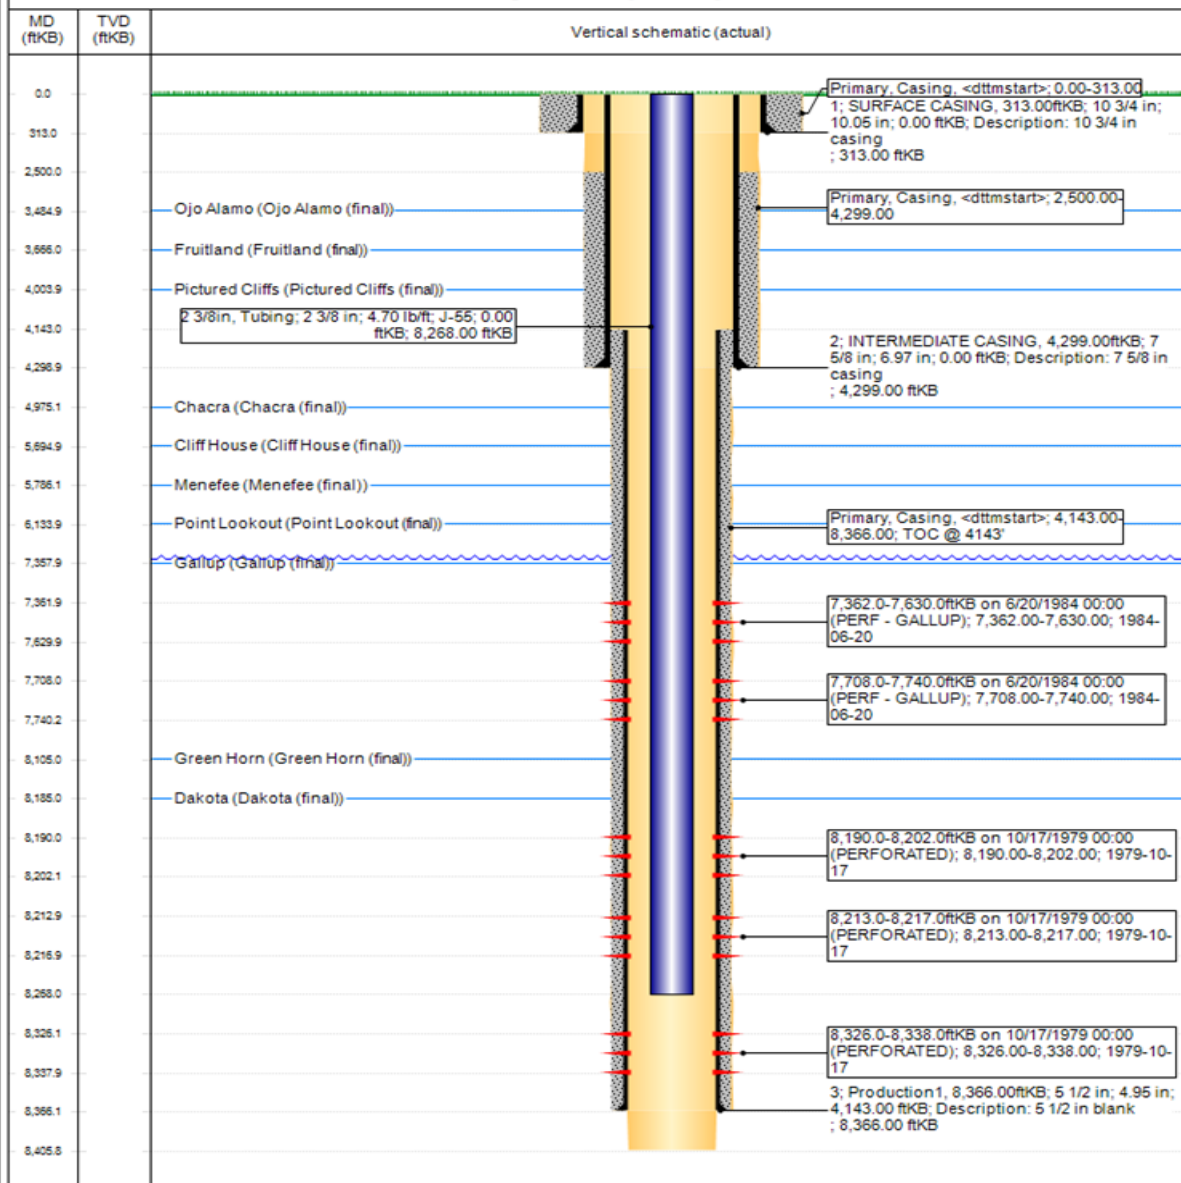 MD
(ftKB)
TVD
(ftKB)
Vertical schematic (actual)
0.0
Primary, Casing, <dttmstart>; 0.00-313.00
1; SURFACE CASING, 313.00ftKB; 10 3/4 in;
10.05 in; 0.00 ftKB; Description: 10 3/4 in
casing
; 313.00 ftKB
313.0
2,500.0
Primary, Casing, <dttmstart>; 2,500.00-
4,299.00
3,484.9
Ojo Alamo (Ojo Alamo (final))
3,666.0
Fruitland (Fruitland (final))
4,003.9
Pictured Cliffs (Pictured Cliffs (final))
2 3/8in, Tubing; 2 3/8 in; 4.70 lb/ft; J-55; 0.00
ftKB; 8,268.00 ftKB
4,143.0
2; INTERMEDIATE CASING, 4,299.00ftKB; 7
5/8 in; 6.97 in; 0.00 ftKB; Description: 7 5/8 in
casing
; 4,299.00 ftKB
4,298.9
4,975.1
Chacra (Chacra (final))
5,694.9
Cliff House (Cliff House (final))
5,786.1
Menefee (Menefee (final))
6,133.9
Point Lookout (Point Lookout (final))
Primary, Casing, <dttmstart>; 4,143.00-
8,366.00; TOC @ 4143'
7,357.9
Gallup (Gallup (final))
7,361.9
7,362.0-7,630.0ftKB on 6/20/1984 00:00
(PERF - GALLUP); 7,362.00-7,630.00; 1984-
06-20
7,629.9
7,708.0
7,708.0-7,740.0ftKB on 6/20/1984 00:00
(PERF - GALLUP); 7,708.00-7,740.00; 1984-
06-20
7,740.2
8,105.0
Green Horn (Green Horn (final))
8,185.0
Dakota (Dakota (final))
8,190.0
8,190.0-8,202.0ftKB on 10/17/1979 00:00
(PERFORATED); 8,190.00-8,202.00; 1979-10-
17
8,202.1
8,212.9
8,213.0-8,217.0ftKB on 10/17/1979 00:00
(PERFORATED); 8,213.00-8,217.00; 1979-10-
17
8,216.9
8,268.0
8,326.1
8,326.0-8,338.0ftKB on 10/17/1979 00:00
(PERFORATED); 8,326.00-8,338.00; 1979-10-
17
8,337.9
3; Production1, 8,366.00ftKB; 5 1/2 in; 4.95 in;
4,143.00 ftKB; Description: 5 1/2 in blank
; 8,366.00 ftKB
8,366.1
8,405.8